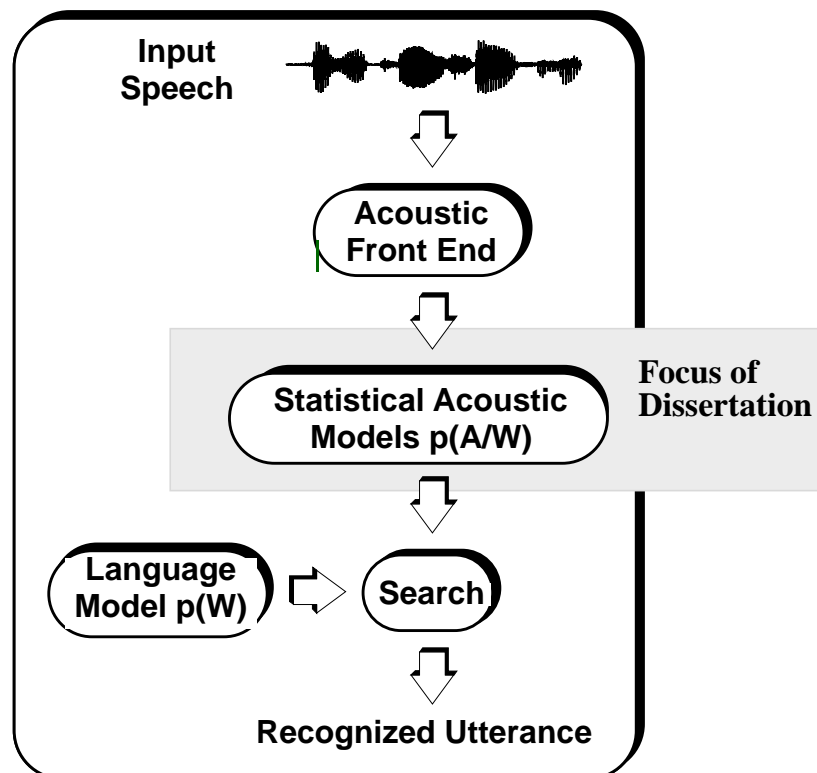 Input
Speech
Acoustic
Front End
Statistical Acoustic
Models p(A/W)
Focus of
Dissertation
Language
Model p(W)
Search
Recognized Utterance